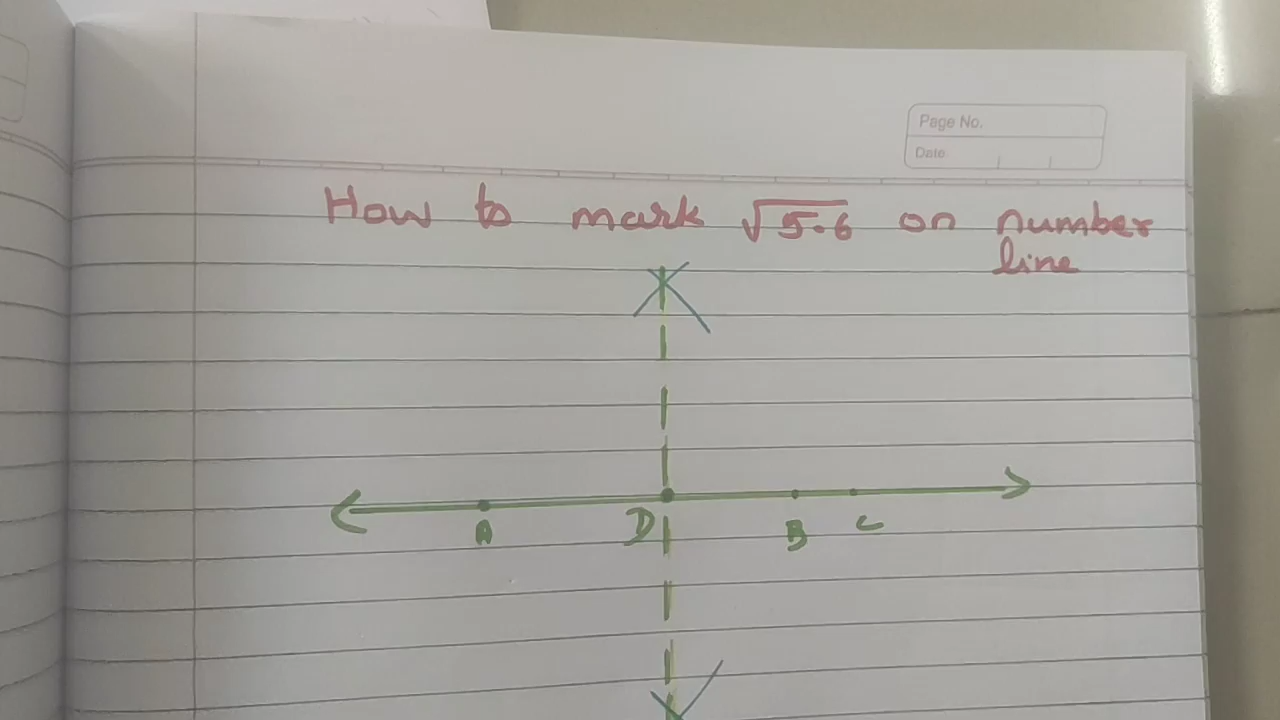 Page No.
Date
How to mark √5.6 on number
line
A D B C